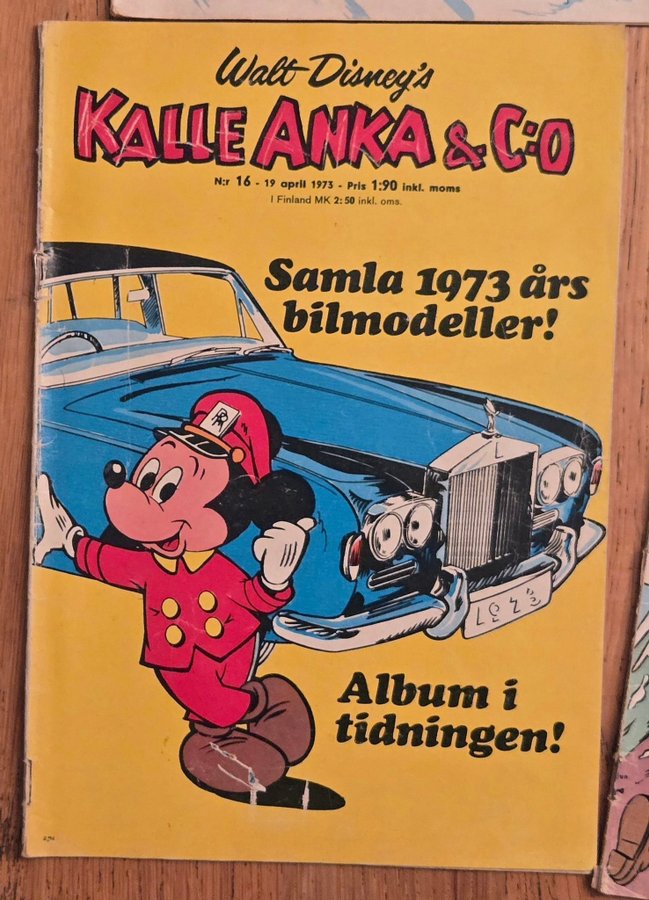 Walt Disney's
KALLE ANKA & C:O
N:r 16 - 19 april 1973 - Pris 1:90 inkl. moms
I Finland MK 2:50 inkl. oms.
Samla 1973 års
bilmodeller!
Album i
tidningen!